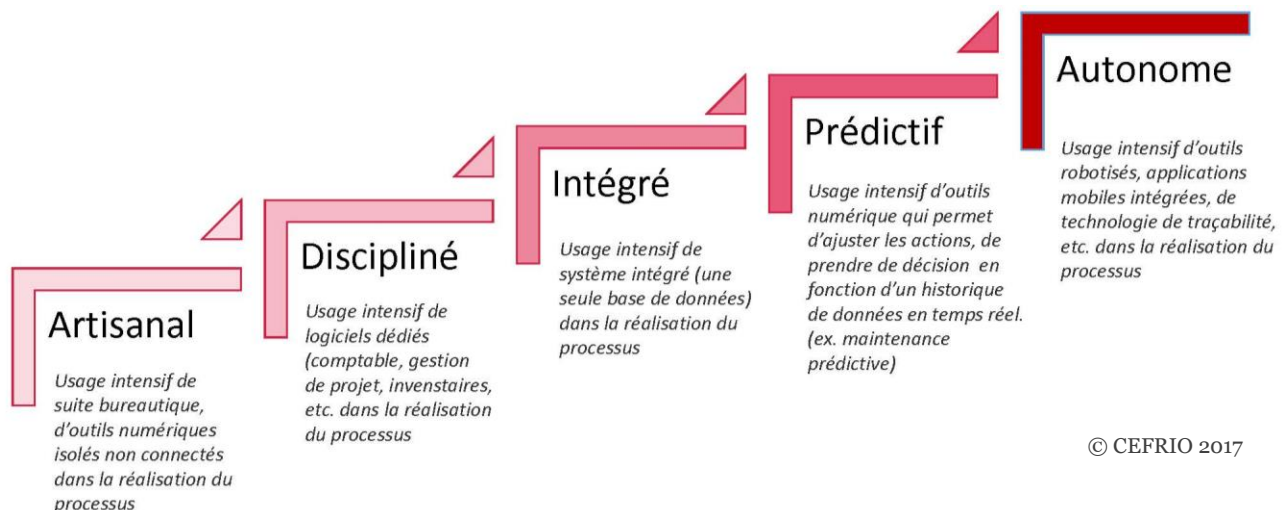 Artisanal
Usage intensif de
suite bureautique,
d'outils numériques
isolés non connectés
dans la réalisation du
processus
Discipliné
Usage intensif de
logiciels dédiés
(comptable, gestion
de projet, invenstaires,
etc. dans la réalisation
du processus
Intégré
Usage intensif de
système intégré (une
seule base de données)
dans la réalisation du
processus
Prédictif
Usage intensif d'outils
numérique qui permet
d'ajuster les actions, de
prendre de décision en
fonction d'un historique
de données en temps réel.
(ex. maintenance
prédictive)
Autonome
Usage intensif d'outils
robotisés, applications
mobiles intégrées, de
technologie de traçabilité,
etc. dans la réalisation du
processus
© CEFRIO 2017